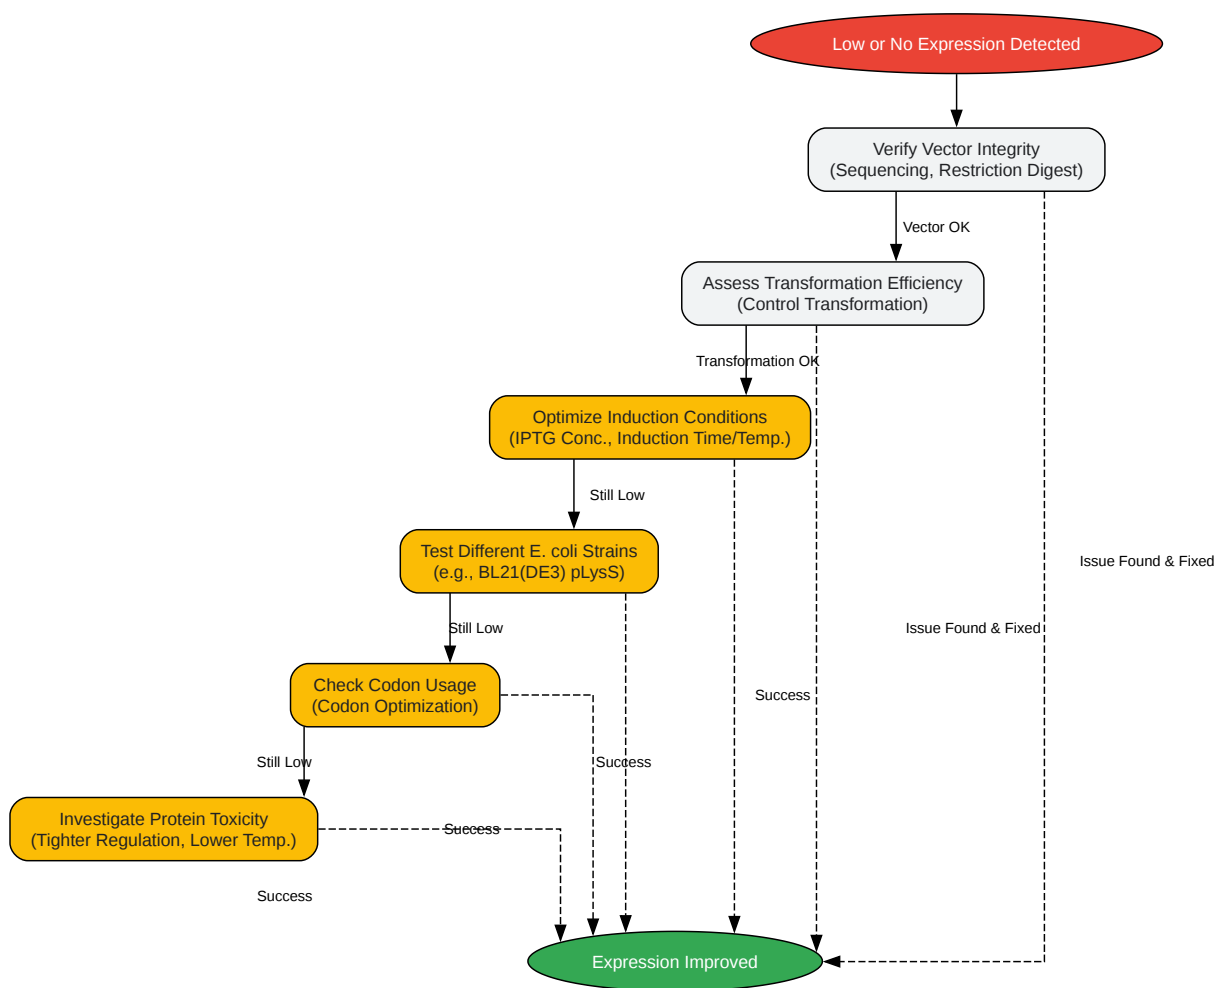 Low or No Expression Detected
Verify Vector Integrity
(Sequencing, Restriction Digest)
Vector OK
Assess Transformation Efficiency
(Control Transformation)
Transformation OK
Optimize Induction Conditions
(IPTG Conc., Induction Time/Temp.)
Still Low
Test Different E. coli Strains
(e.g., BL21(DE3) pLysS)
Issue Found & Fixed
Still Low
Issue Found & Fixed
Check Codon Usage
(Codon Optimization)
Success
Still Low
Success
Investigate Protein Toxicity
(Tighter Regulation, Lower Temp.)
Success
Success
Expression Improved